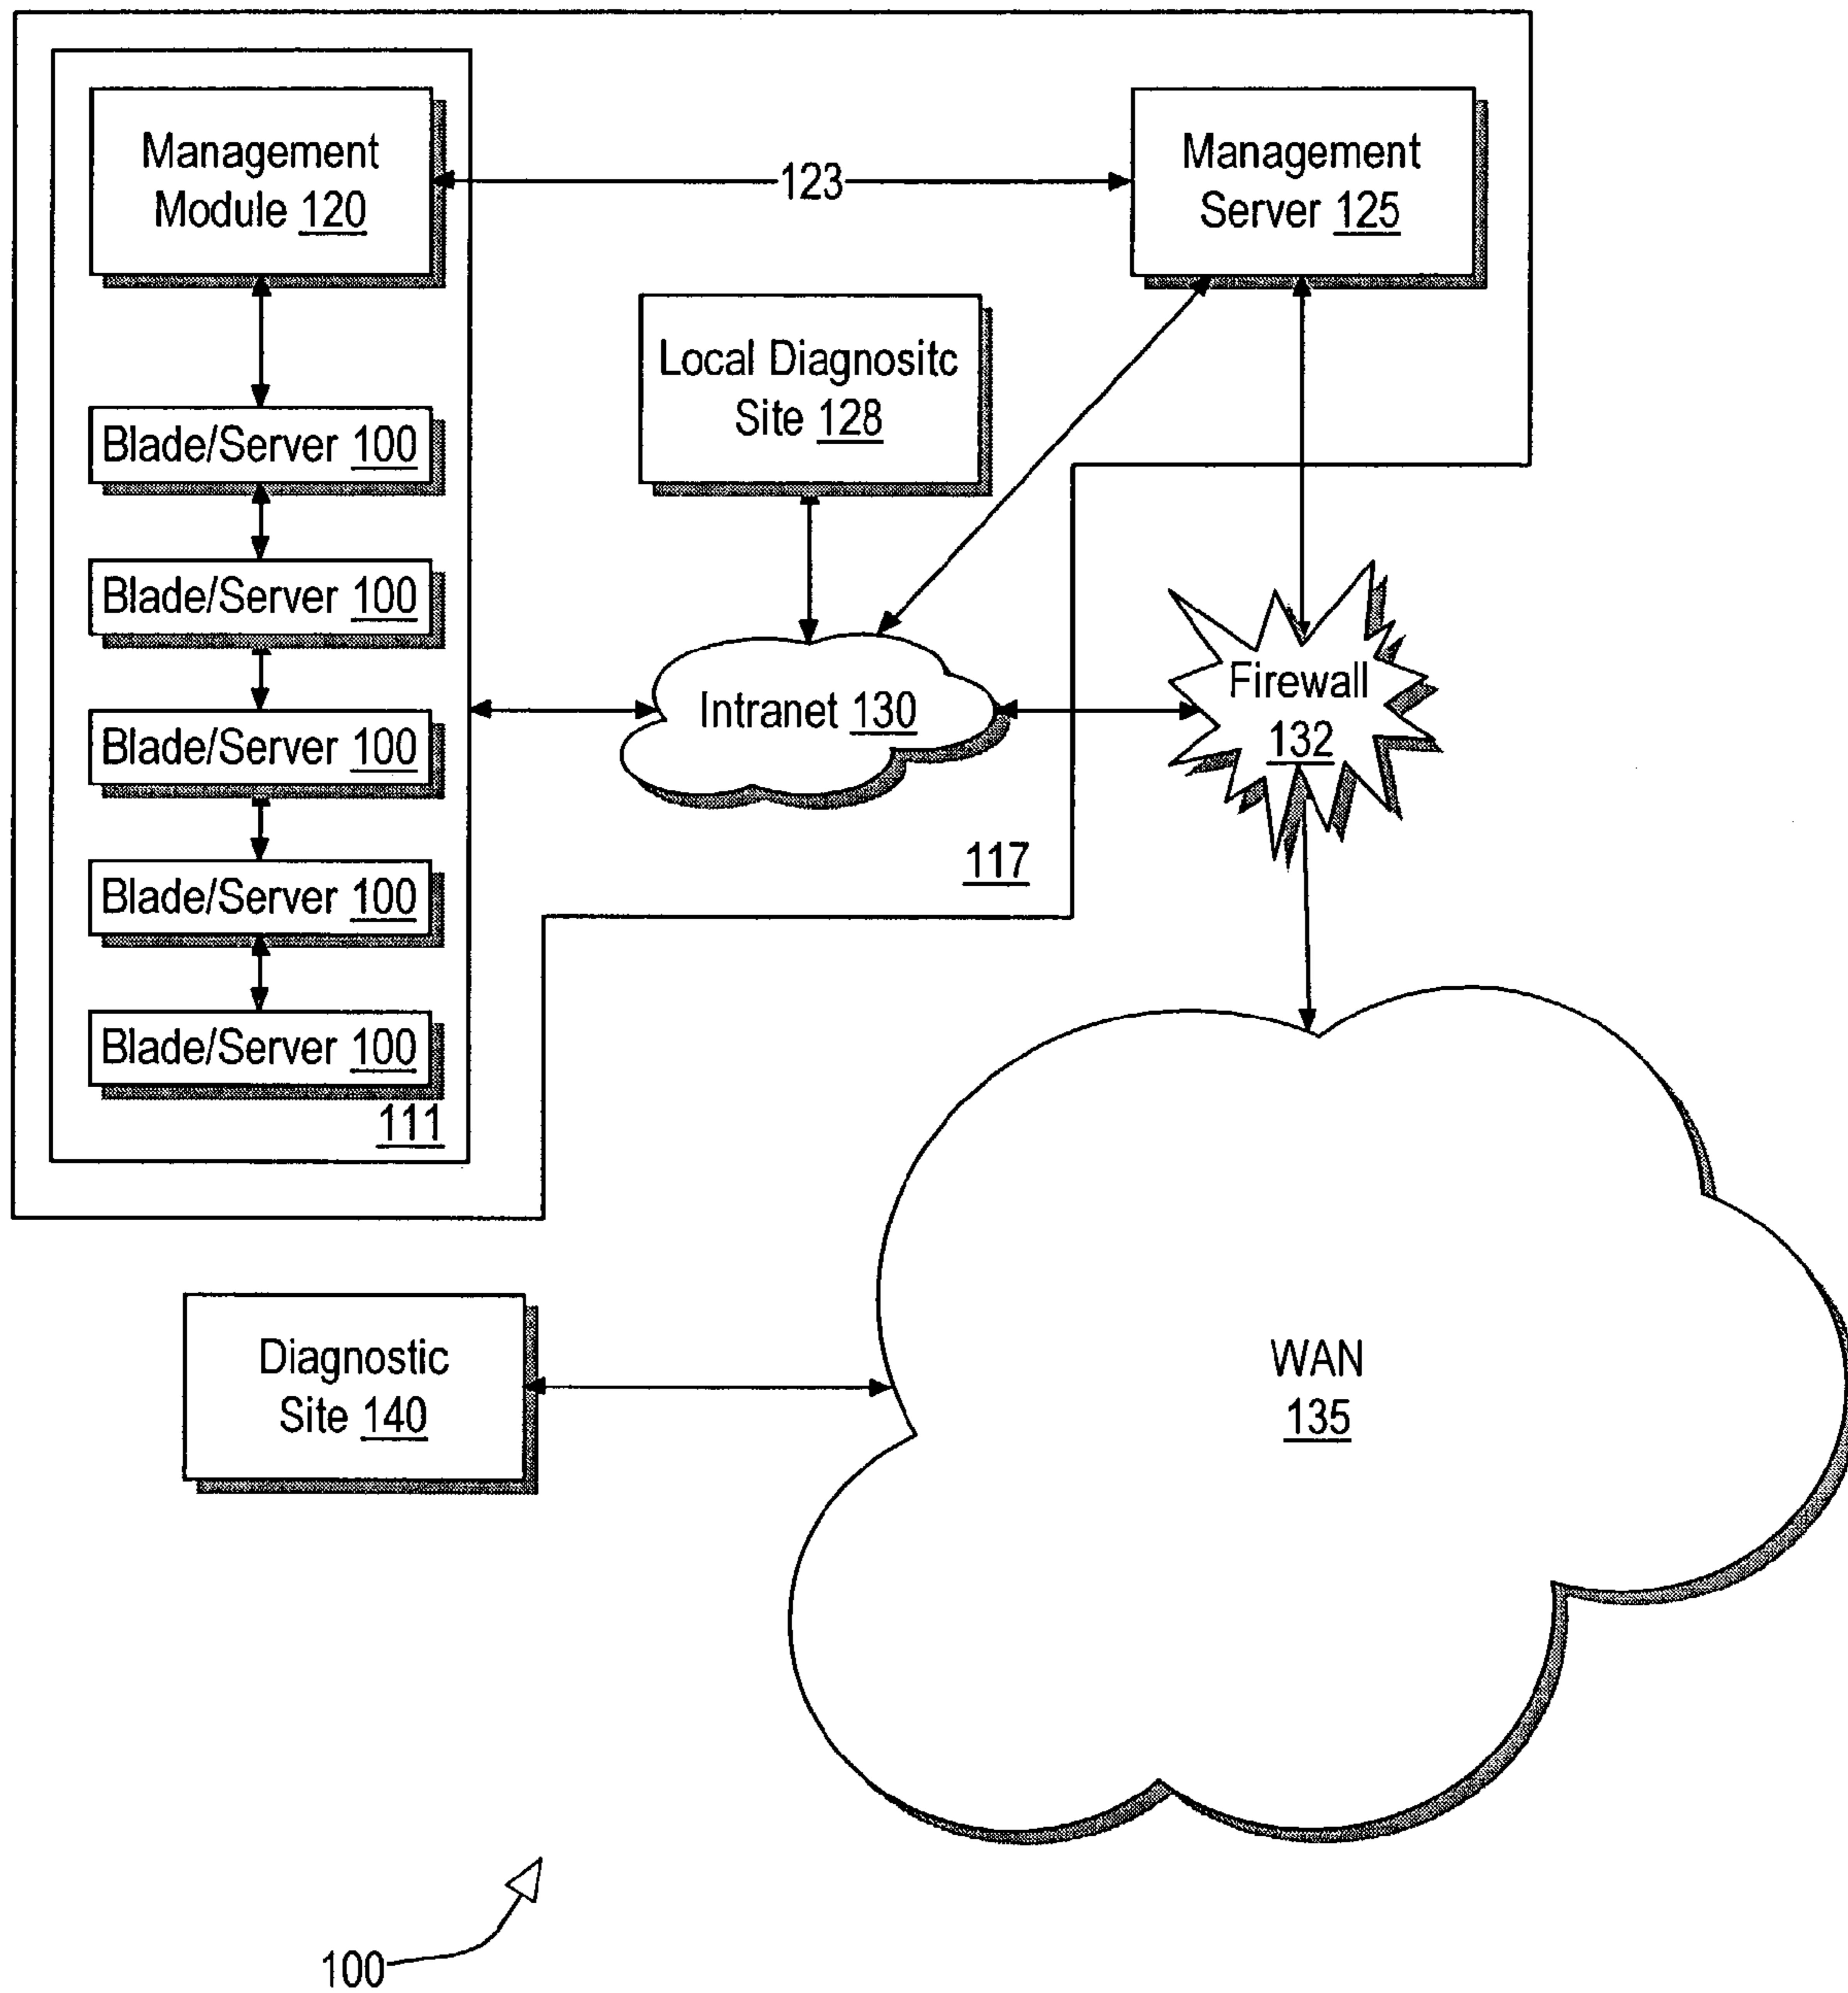 Management
Module 120
123
Management
Server 125
Local Diagnositc
Site 128
Blade/Server 100
Blade/Server 100
Blade/Server 100
Blade/Server 100
Blade/Server 100
111
Intranet 130
Firewall
132
117
Diagnostic
Site 140
WAN
135
100